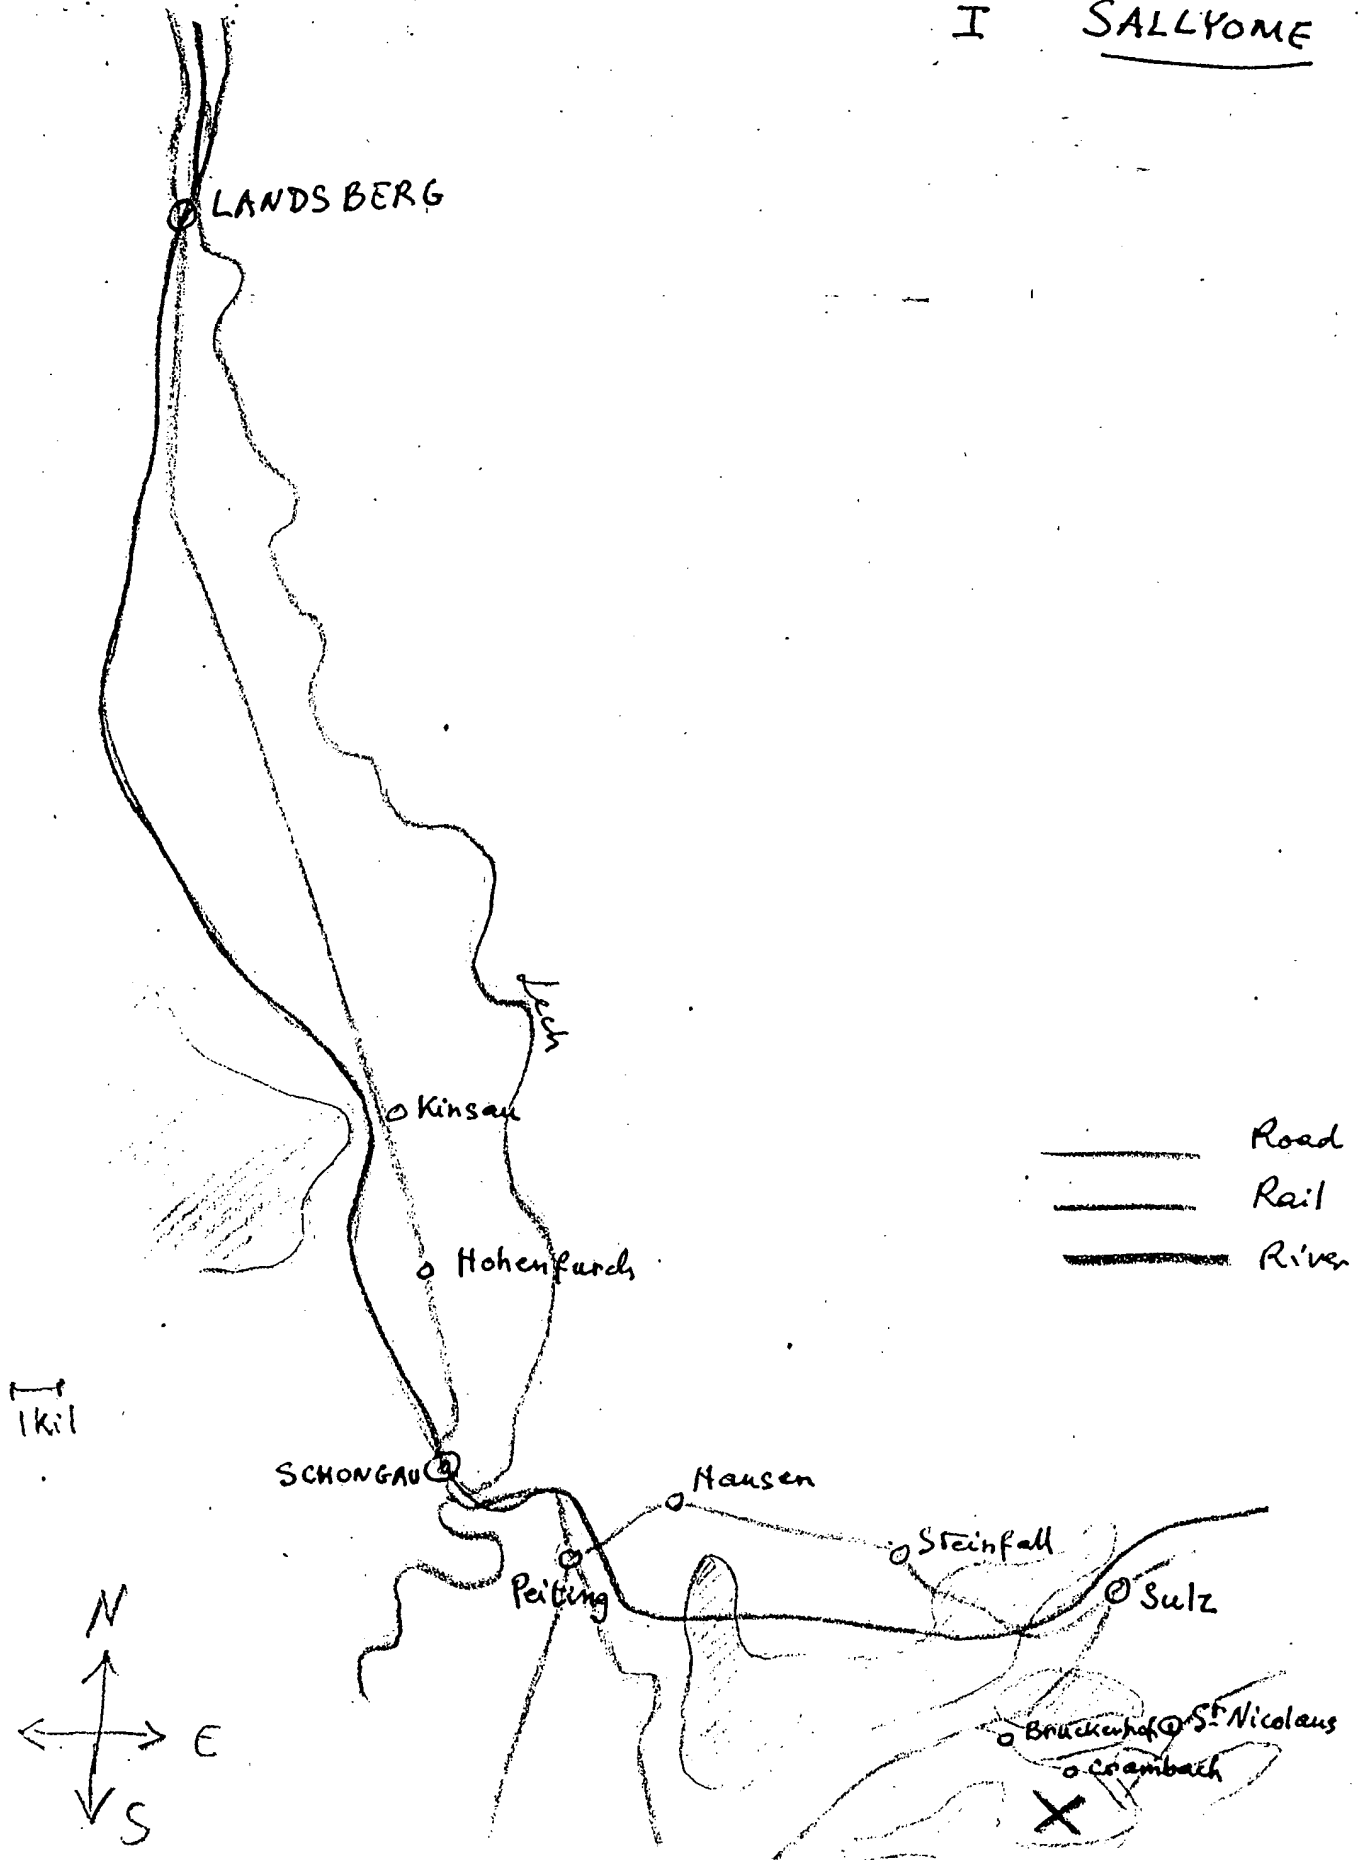 I SALLYOME
LANDSBERG
Lech
Kinsau
Road
Rail
River
Hohenfurch
1kil
SCHONGAU
Hausen
Steinfall
Peiting
Sulz
N
E
S
Bruckenhof
St Nicolaus
Crambach
X